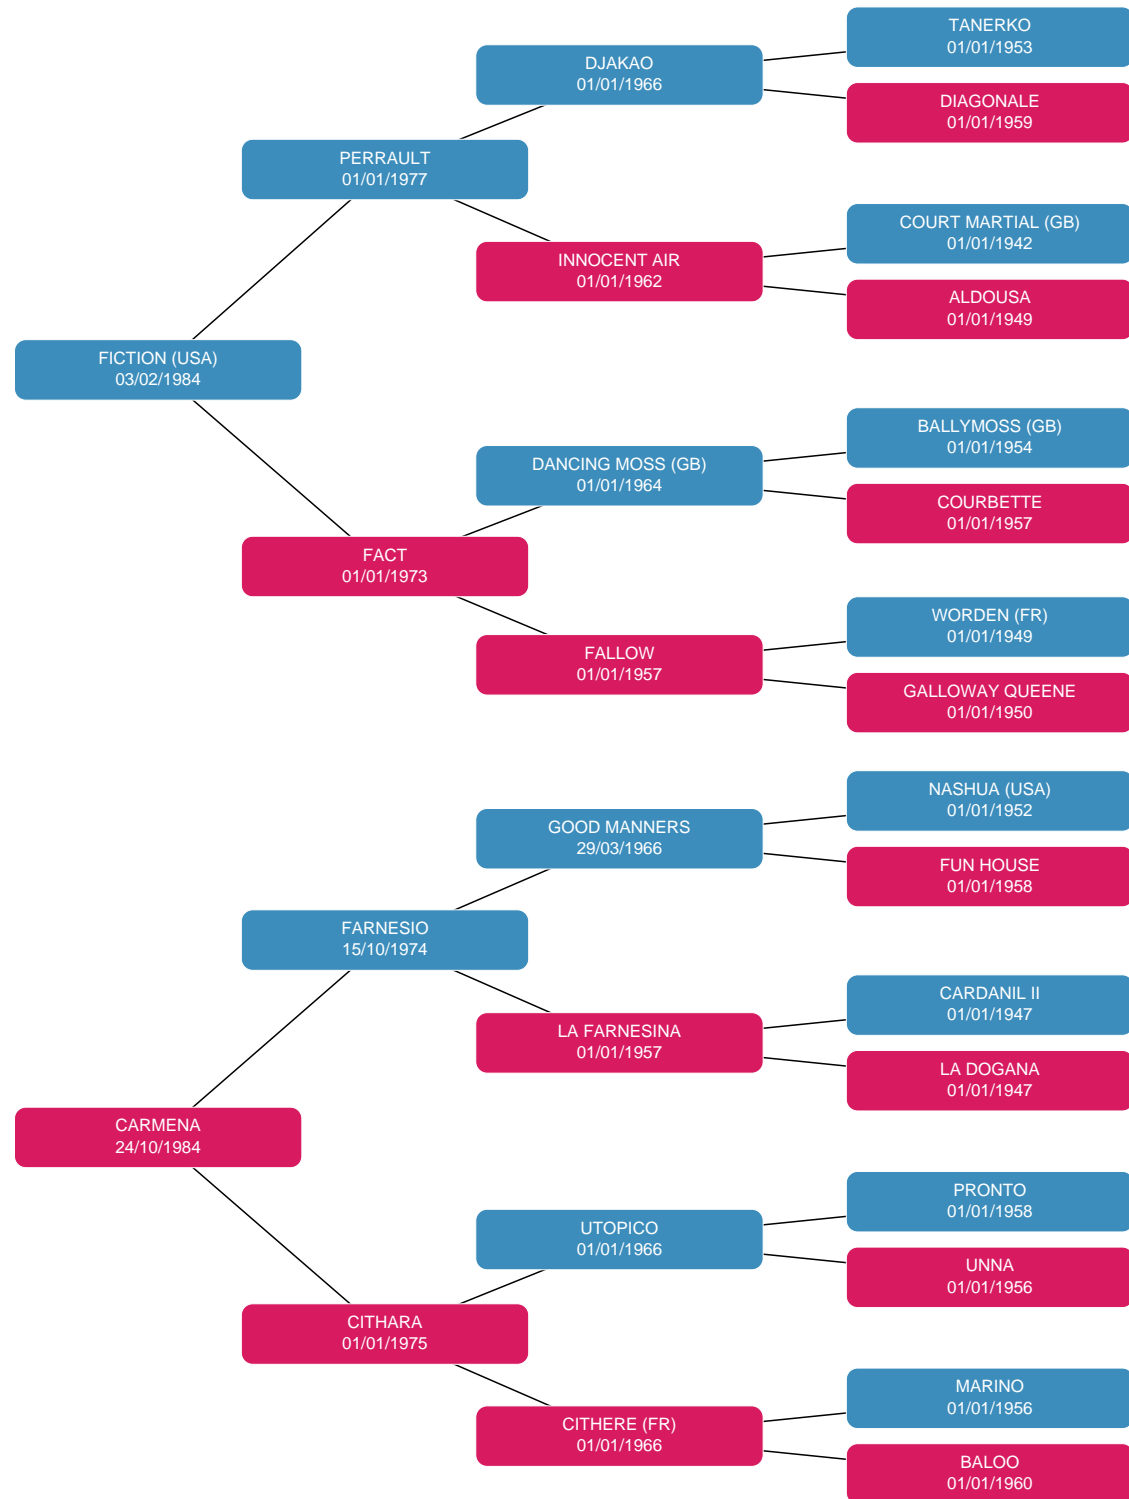 TANERKO
01/01/1953
DJAKAO
01/01/1966
DIAGONALE
01/01/1959
PERRAULT
01/01/1977
COURT MARTIAL (GB)
01/01/1942
INNOCENT AIR
01/01/1962
ALDOUSA
01/01/1949
FICTION (USA)
03/02/1984
BALLYMOSS (GB)
01/01/1954
DANCING MOSS (GB)
01/01/1964
COURBETTE
01/01/1957
FACT
01/01/1973
WORDEN (FR)
01/01/1949
FALLOW
01/01/1957
GALLOWAY QUEENE
01/01/1950
NASHUA (USA)
01/01/1952
GOOD MANNERS
29/03/1966
FUN HOUSE
01/01/1958
FARNESIO
15/10/1974
CARDANIL II
01/01/1947
LA FARNESINA
01/01/1957
LA DOGANA
01/01/1947
CARMENA
24/10/1984
PRONTO
01/01/1958
UTOPICO
01/01/1966
UNNA
01/01/1956
CITHARA
01/01/1975
MARINO
01/01/1956
CITHERE (FR)
01/01/1966
BALOO
01/01/1960